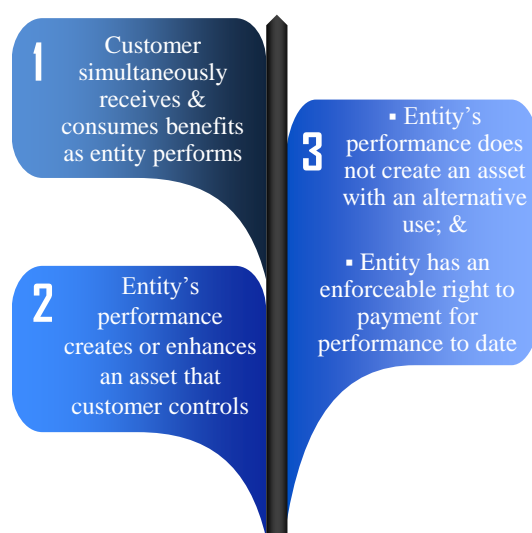 1
Customer
simultaneously
receives &
consumes benefits
as entity performs
2
Entity’s
performance
creates or enhances
an asset that
customer controls
3
▪ Entity’s
performance does
not create an asset
with an alternative
use; &
▪ Entity has an
enforceable right to
payment for
performance to date